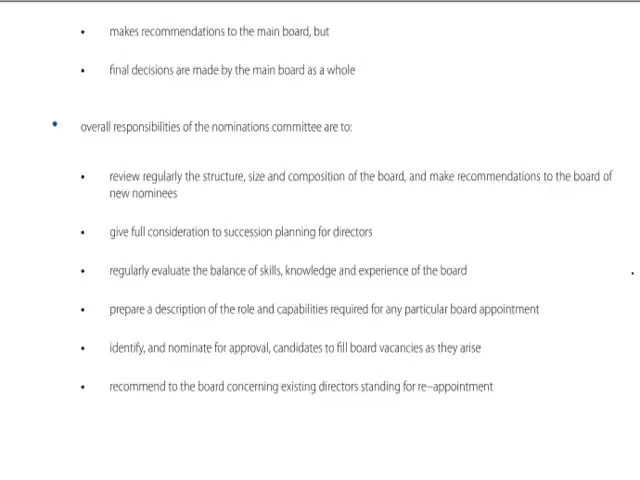 • makes recommendations to the main board, but
• final decisions are made by the main board as a whole
• overall responsibilities of the nominations committee are to:
• review regularly the structure, size and composition of the board, and make recommendations to the board of
new nominees
• give full consideration to succession planning for directors
• regularly evaluate the balance of skills, knowledge and experience of the board
• prepare a description of the role and capabilities required for any particular board appointment
• identify, and nominate for approval, candidates to fill board vacancies as they arise
• recommend to the board concerning existing directors standing for re–appointment